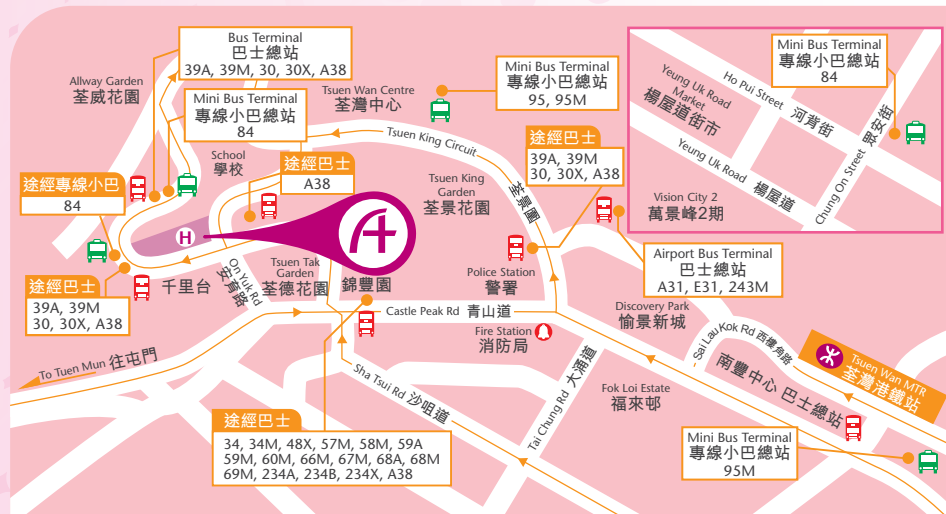 Bus Terminal
巴士總站
39A, 39M, 30, 30X, A38
Allway Garden
荃威花園
Mini Bus Terminal
專線小巴總站
84
Tsuen Wan Centre
荃灣中心
Mini Bus Terminal
專線小巴總站
95, 95M
Mini Bus Terminal
專線小巴總站
84
Yeung Uk Road
Market
楊屋道街市
Ho Pui Street 河背街
Yeung Uk Road 楊屋道
Chung On Street 眾安街
Vision City 2
萬景峰2期
School
學校
途經巴士
A38
Tsuen King Circuit
荃景圍
Tsuen King
Garden
荃景花園
途經巴士
39A, 39M
30, 30X, A38
途經專線小巴
84
H
途經巴士
39A, 39M
30, 30X, A38
千里台
On Yuk Rd
安育路
Tsuen Tak
Garden
荃德花園
錦豐園
Police Station
警署
Airport Bus Terminal
巴士總站
A31, E31, 243M
Castle Peak Rd 青山道
Fire Station
消防局
Discovery Park
愉景新城
Sai Lau Kok Rd 西樓角路
Tsuen Wan MTR
荃灣港鐵站
To Tuen Mun 往屯門
Sha Tsui Rd 沙咀道
Tai Chung Rd 大涌道
Fok Loi Estate
福來邨
南豐中心 巴士總站
途經巴士
34, 34M, 48X, 57M, 58M, 59A
59M, 60M, 66M, 67M, 68A, 68M
69M, 234A, 234B, 234X, A38
Mini Bus Terminal
專線小巴總站
95M